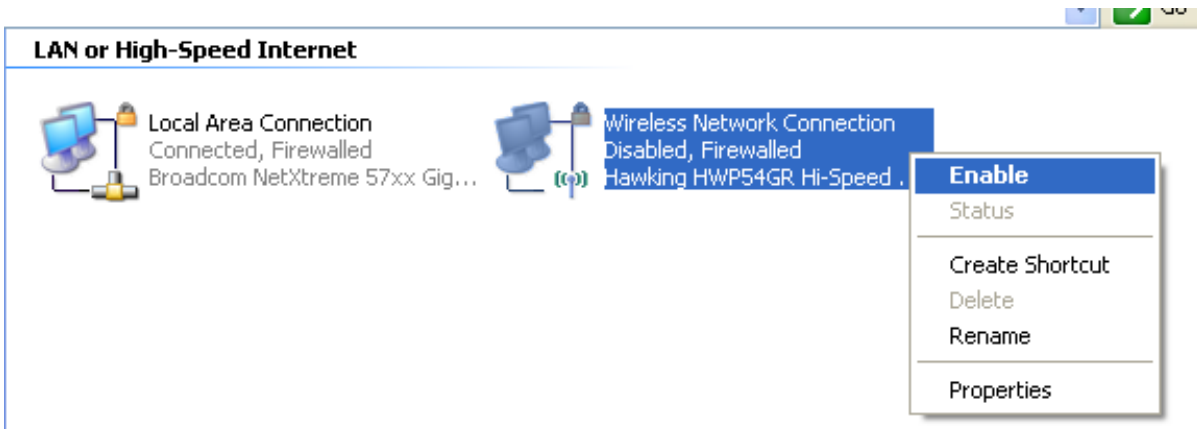 Go
LAN or High-Speed Internet
Local Area Connection
Connected, Firewalled
Broadcom NetXtreme 57xx Gig...
Wireless Network Connection
Disabled, Firewalled
Hawking HWP54GR Hi-Speed .
Enable
Status
Create Shortcut
Delete
Rename
Properties